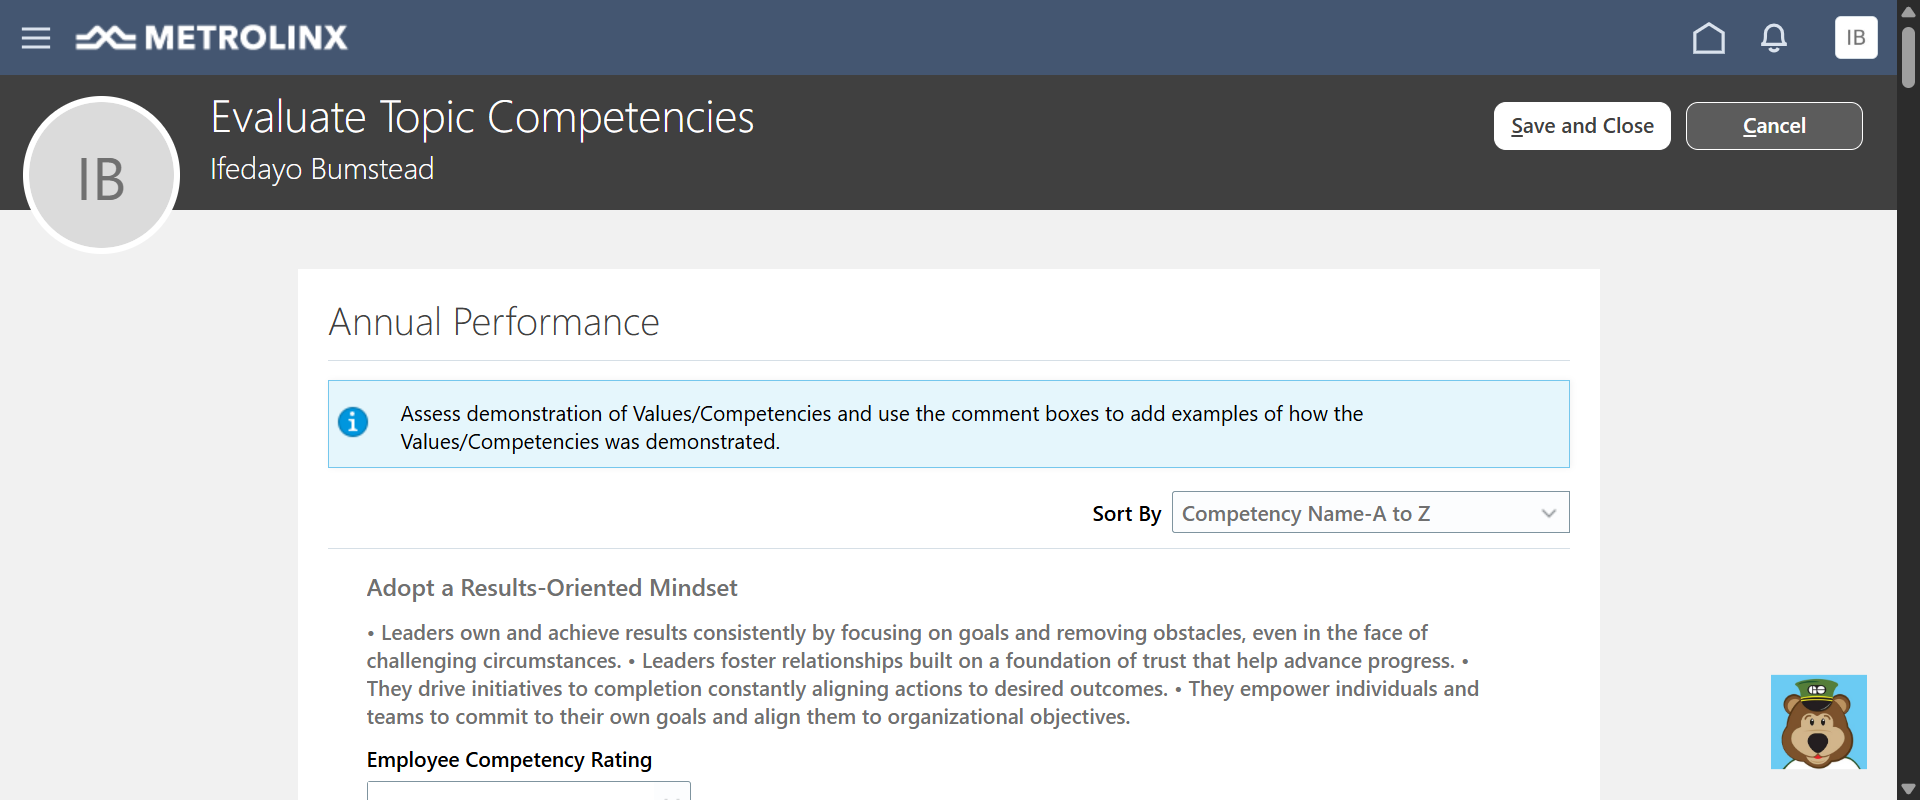 METROLINX
IB
IB
Evaluate Topic Competencies
Ifedayo Bumstead
Save and Close
Cancel
Annual Performance
Assess demonstration of Values/Competencies and use the comment boxes to add examples of how the
Values/Competencies was demonstrated.
Sort By
Competency Name-A to Z
Adopt a Results-Oriented Mindset
• Leaders own and achieve results consistently by focusing on goals and removing obstacles, even in the face of
challenging circumstances. • Leaders foster relationships built on a foundation of trust that help advance progress. •
They drive initiatives to completion constantly aligning actions to desired outcomes. • They empower individuals and
teams to commit to their own goals and align them to organizational objectives.
GO
Employee Competency Rating